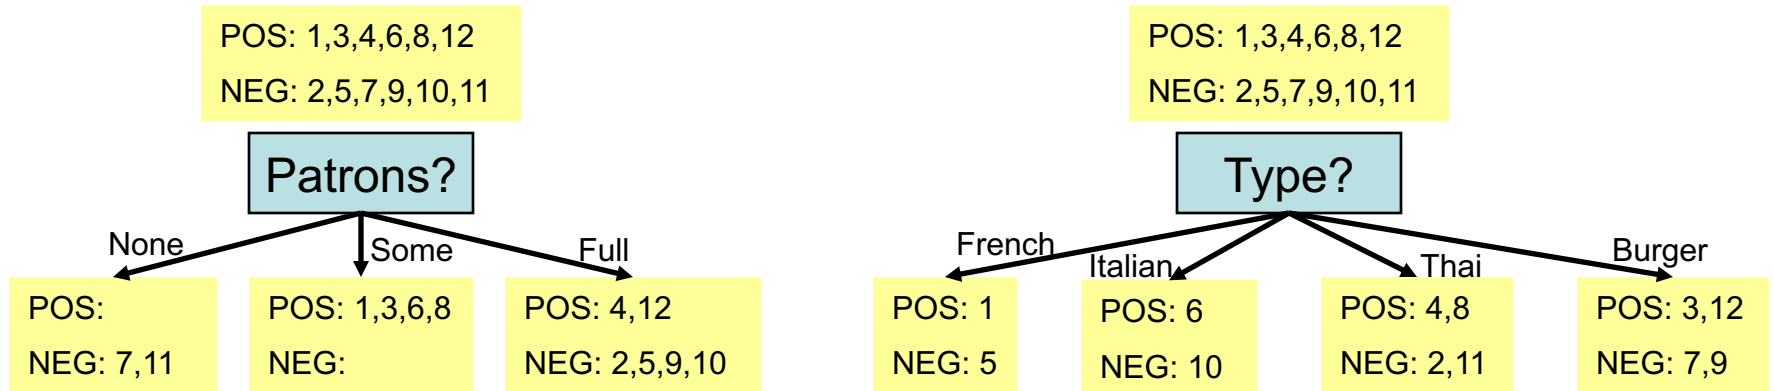 POS: 1,3,4,6,8,12
NEG: 2,5,7,9,10,11
Patrons?
None
Some
Full
POS:
NEG: 7,11
POS: 1,3,6,8
NEG:
POS: 4,12
NEG: 2,5,9,10
POS: 1,3,4,6,8,12
NEG: 2,5,7,9,10,11
Type?
French
Italian
Thai
Burger
POS: 1
NEG: 5
POS: 6
NEG: 10
POS: 4,8
NEG: 2,11
POS: 3,12
NEG: 7,9